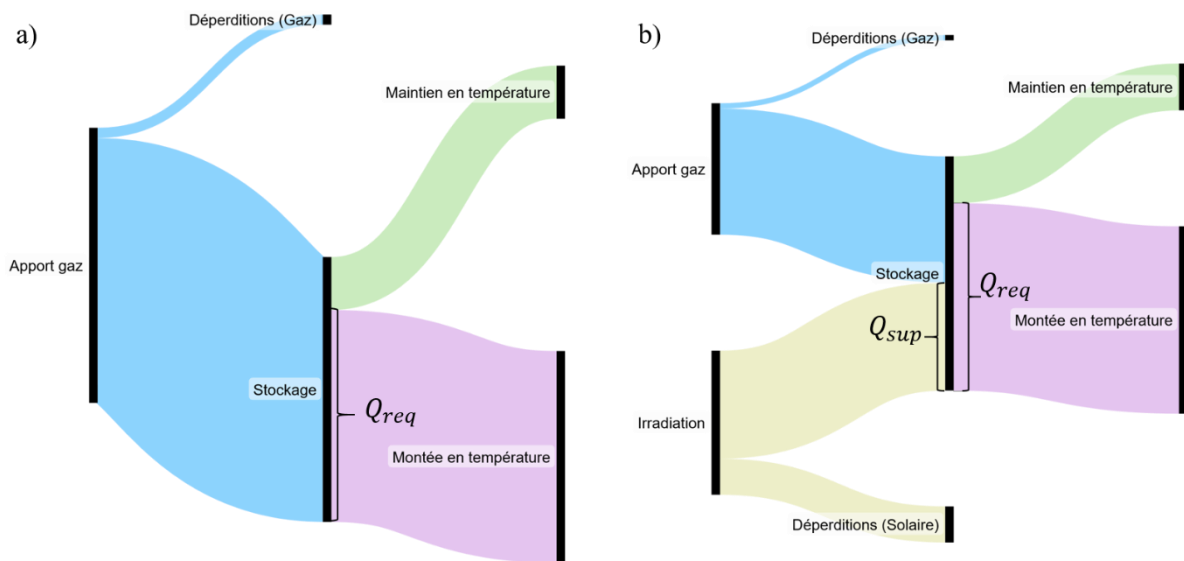 a)
Déperditions (Gaz)
Maintien en température
Apport gaz
Stockage
Q_req
Montée en température
b)
Déperditions (Gaz)
Maintien en température
Apport gaz
Stockage
Q_req
Q_sup
Montée en température
Irradiation
Déperditions (Solaire)